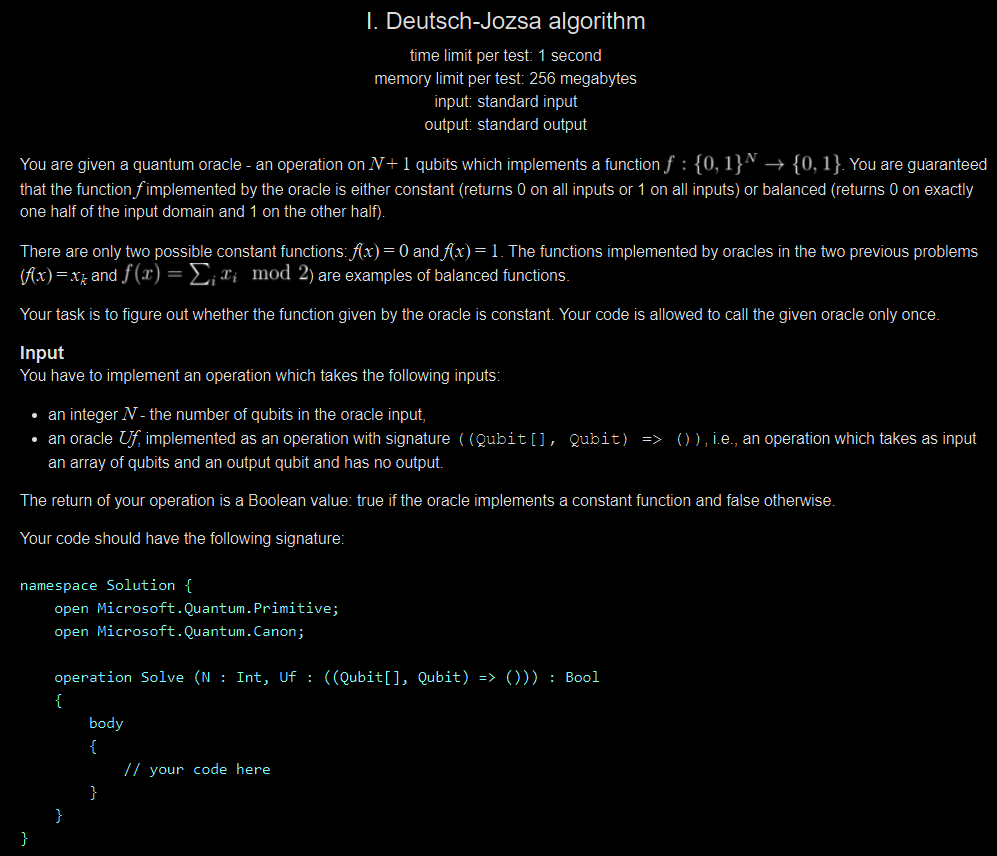 I. Deutsch-Jozsa algorithm
time limit per test: 1 second
memory limit per test: 256 megabytes
input: standard input
output: standard output
You are given a quantum oracle - an operation on N + 1 qubits which implements a function f : {0, 1}^N → {0, 1}. You are guaranteed
that the function f implemented by the oracle is either constant (returns 0 on all inputs or 1 on all inputs) or balanced (returns 0 on exactly
one half of the input domain and 1 on the other half).
There are only two possible constant functions: f(x) = 0 and f(x) = 1. The functions implemented by oracles in the two previous problems
(f(x) = x_k and f(x) = ∑_i x_i mod 2) are examples of balanced functions.
Your task is to figure out whether the function given by the oracle is constant. Your code is allowed to call the given oracle only once.
Input
You have to implement an operation which takes the following inputs:
• an integer N - the number of qubits in the oracle input,
• an oracle Uf, implemented as an operation with signature ((Qubit[], Qubit) => ()), i.e., an operation which takes as input
an array of qubits and an output qubit and has no output.
The return of your operation is a Boolean value: true if the oracle implements a constant function and false otherwise.
Your code should have the following signature:
namespace Solution {
    open Microsoft.Quantum.Primitive;
    open Microsoft.Quantum.Canon;
    operation Solve (N : Int, Uf : ((Qubit[], Qubit) => ())) : Bool
    {
        body
        {
            // your code here
        }
    }
}